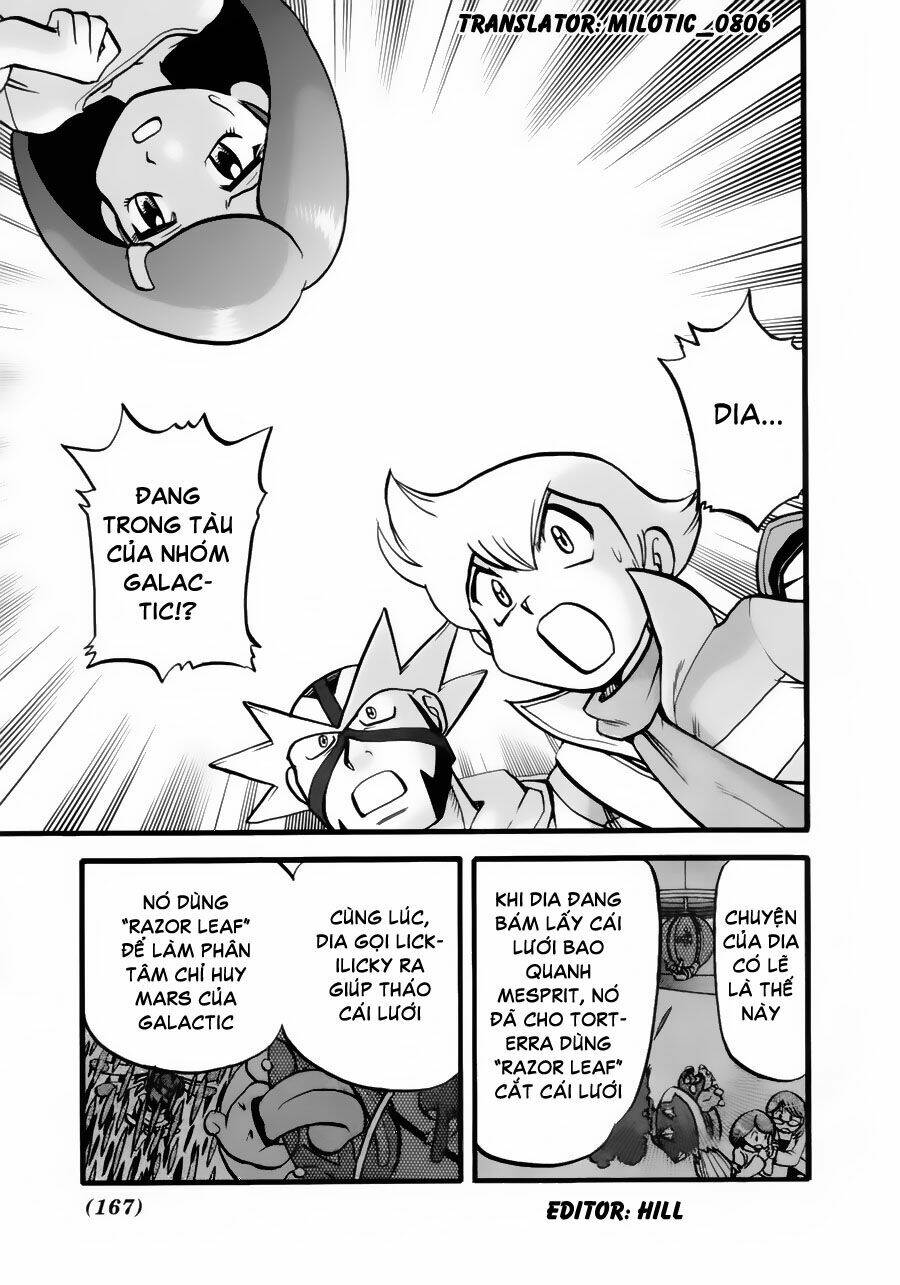 TRANSLATOR: MILOTIC_0806
DIA...
ĐANG
TRONG TÀU
CỦA NHÓM
GALAC-
TIC!?
CHUYỆN
CỦA DIA
CÓ LẼ
LÀ THẾ
NÀY
KHI DIA ĐANG
BÁM LẤY CÁI
LƯỚI BAO
QUANH
MESPRIT, NÓ
ĐÃ CHO TORT-
ERRA DÙNG
"RAZOR LEAF"
CẮT CÁI LƯỚI
CÙNG LÚC,
DIA GỌI LICK-
ILICKY RA
GIÚP THÁO
CÁI LƯỚI
NÓ DÙNG
"RAZOR LEAF"
ĐỂ LÀM PHÂN
TÂM CHỈ HUY
MARS CỦA
GALACTIC
(167)
EDITOR: HILL